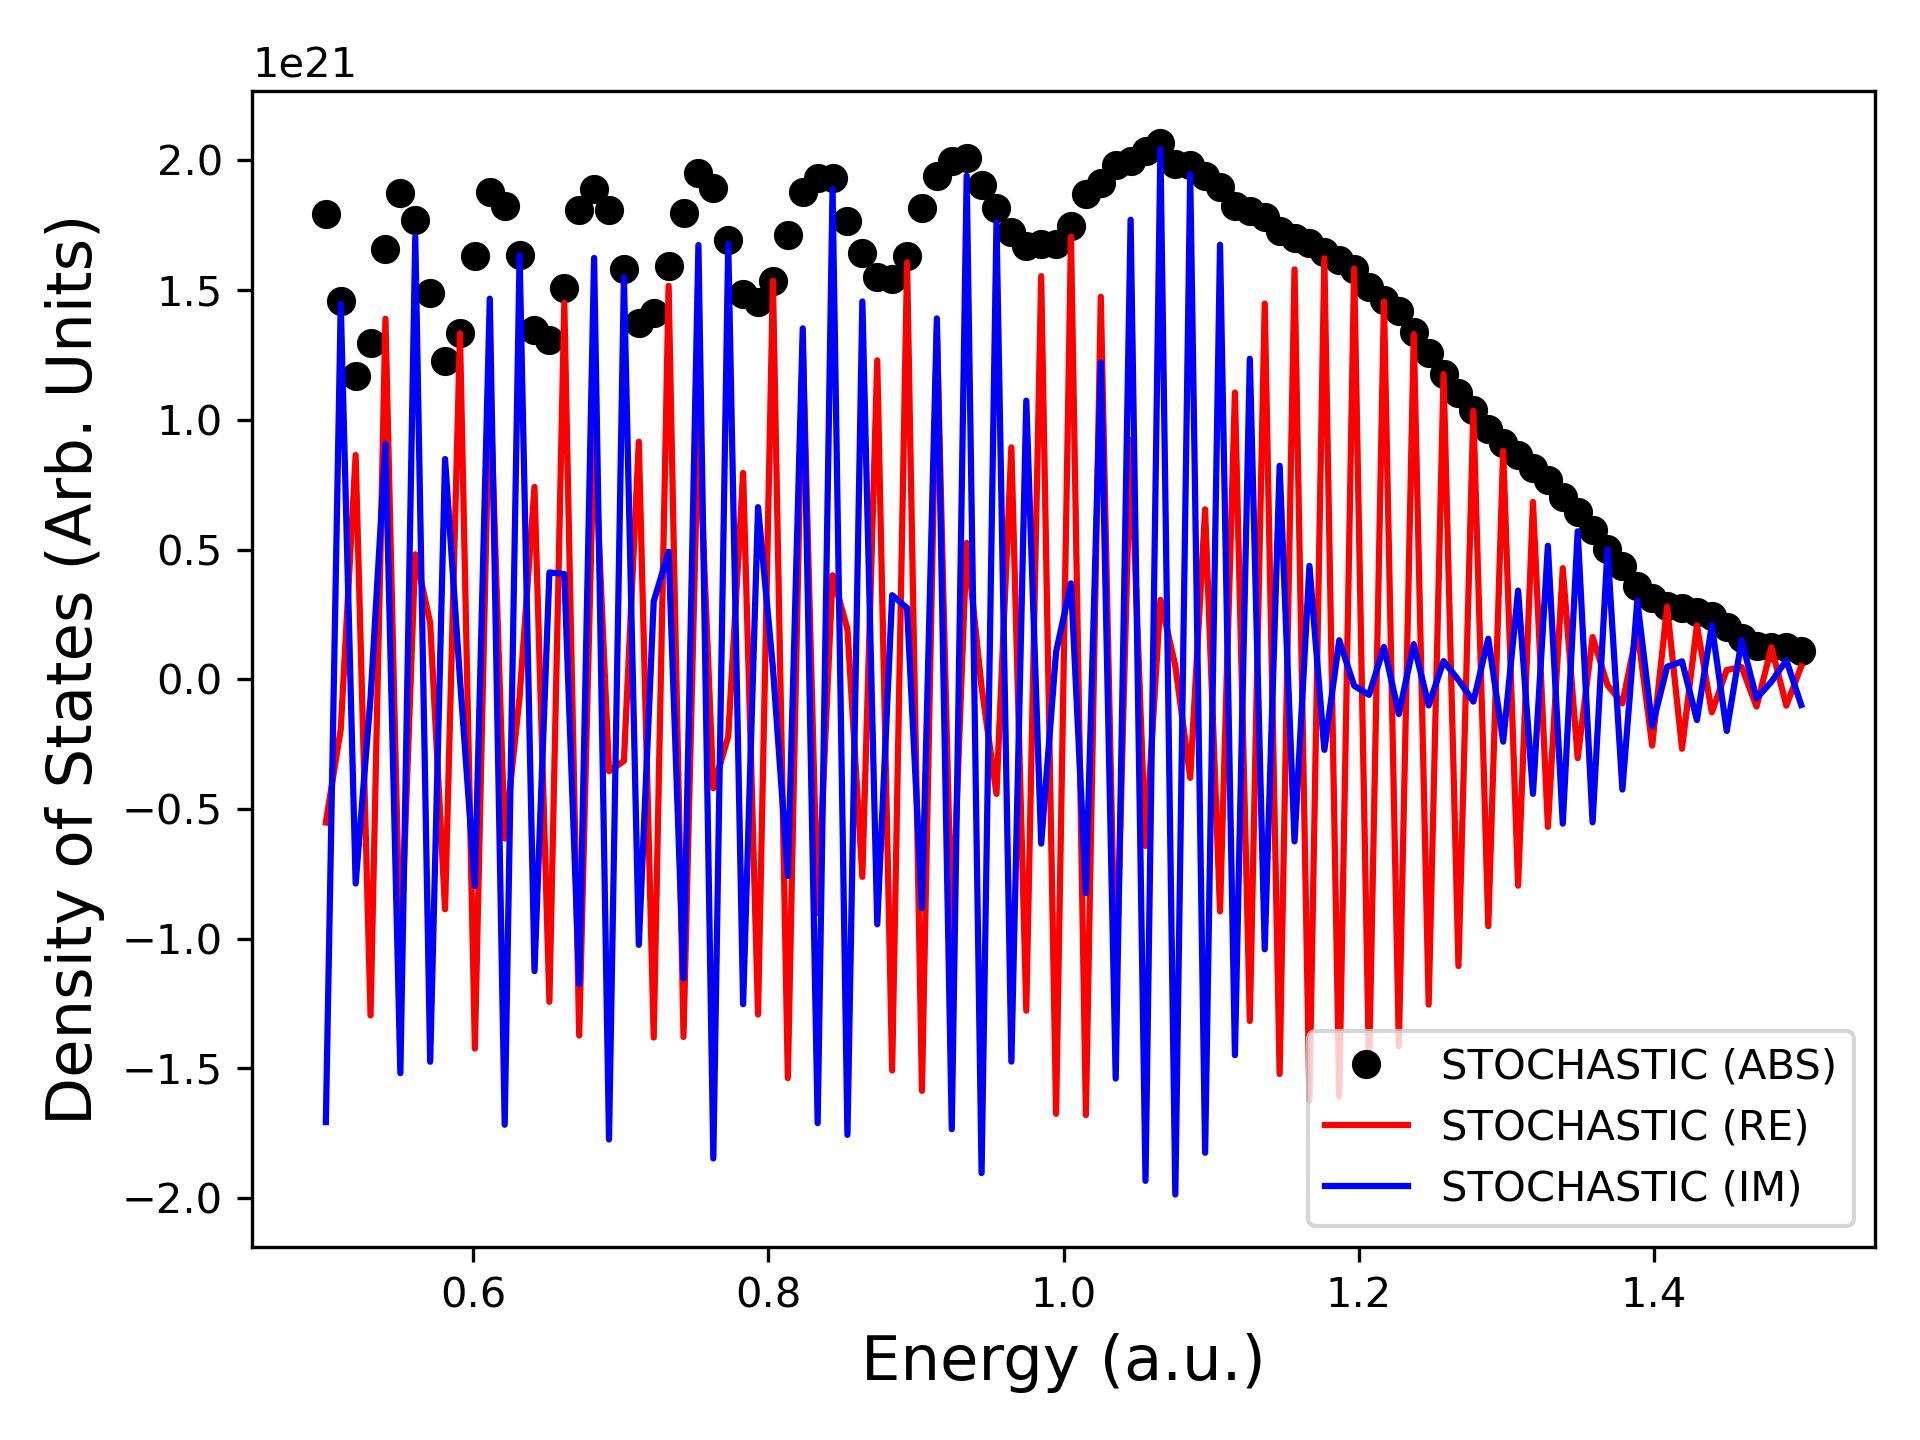 1e21
2.0
1.5
1.0
0.5
0.0
−0.5
−1.0
−1.5
−2.0
Density of States (Arb. Units)
STOCHASTIC (ABS)
STOCHASTIC (RE)
STOCHASTIC (IM)
0.6 0.8 1.0 1.2 1.4
Energy (a.u.)